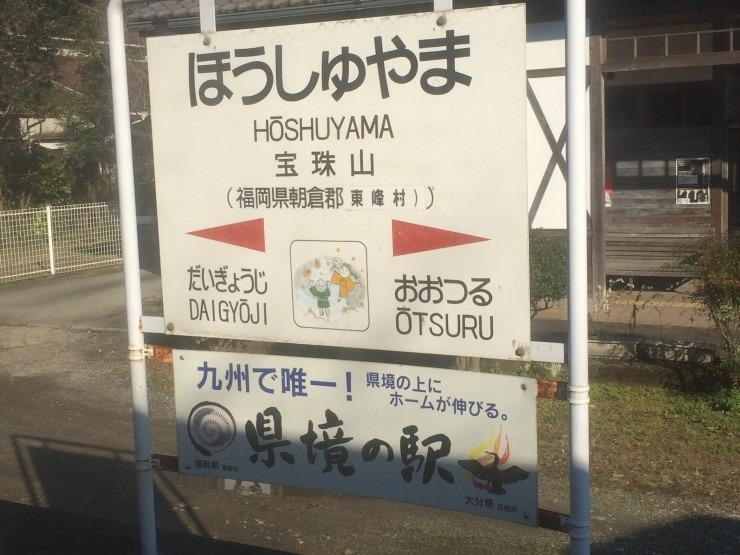 ほうしゅやま
HŌSHUYAMA
宝珠山
(福岡県朝倉郡東峰村))
だいぎょうじ
DAIGYŌJI
おおつる
ŌTSURU
九州で唯一!
県境の上に
ホームが伸びる。
県境の駅
福岡県
大分県